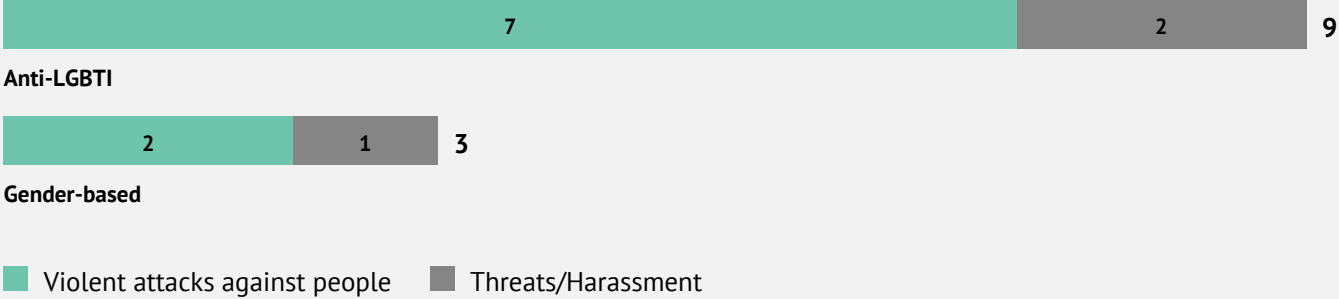 7 2 9
Anti-LGBTI
2 1 3
Gender-based
Violent attacks against people Threats/Harassment